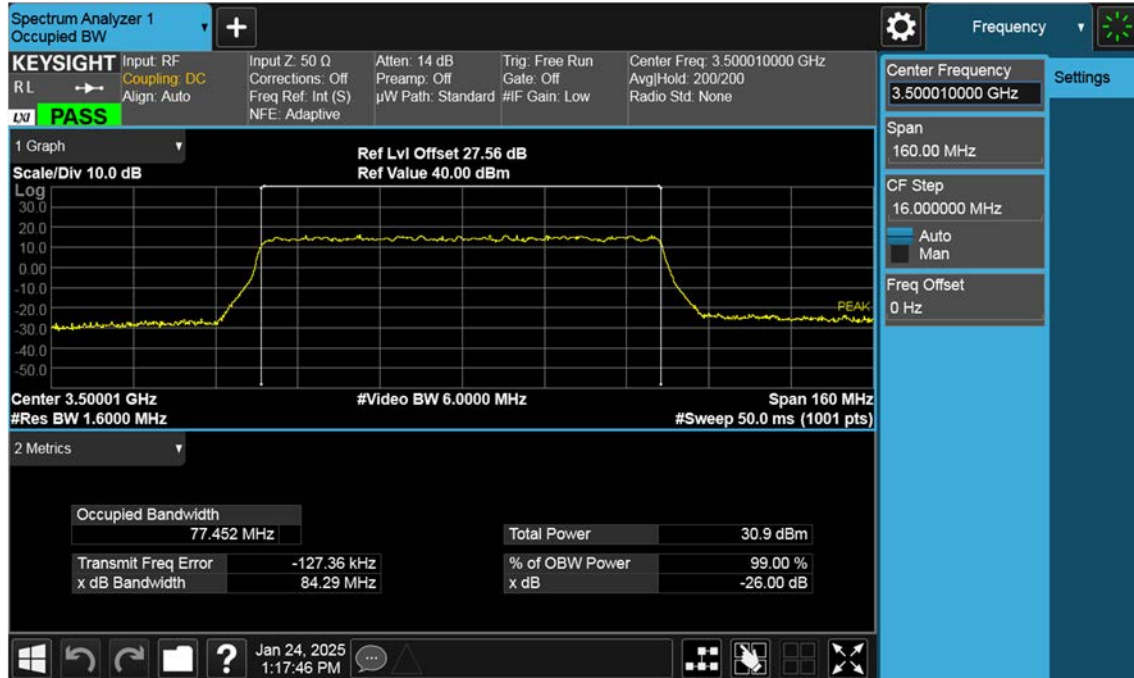 Spectrum Analyzer 1
Occupied BW
+
Frequency
KEYSIGHT
R L
LXI
PASS
Input: RF
Coupling: DC
Align: Auto
Input Z: 50 Ω
Corrections: Off
Freq Ref: Int (S)
NFE: Adaptive
Atten: 14 dB
Preamp: Off
µW Path: Standard
Trig: Free Run
Gate: Off
#IF Gain: Low
Center Freq: 3.500010000 GHz
Avg|Hold: 200/200
Radio Std: None
1 Graph
Scale/Div 10.0 dB
Ref Lvl Offset 27.56 dB
Ref Value 40.00 dBm
Log
30.0
20.0
10.0
0.00
-10.0
-20.0
-30.0
-40.0
-50.0
PEAK
Center 3.50001 GHz
#Video BW 6.0000 MHz
Span 160 MHz
#Res BW 1.6000 MHz
#Sweep 50.0 ms (1001 pts)
2 Metrics
Occupied Bandwidth
77.452 MHz
Total Power 30.9 dBm
Transmit Freq Error -127.36 kHz
% of OBW Power 99.00 %
x dB Bandwidth 84.29 MHz
x dB -26.00 dB
?
Jan 24, 2025
1:17:46 PM
Center Frequency
3.500010000 GHz
Settings
Span
160.00 MHz
CF Step
16.000000 MHz
Auto
Man
Freq Offset
0 Hz